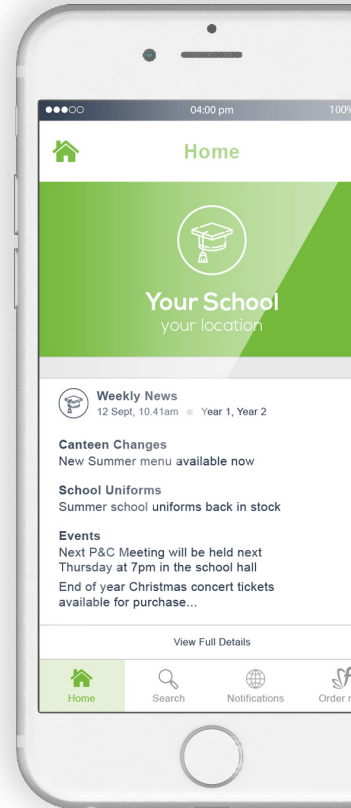 04:00 pm
100%
Home
Your School
your location
Weekly News
12 Sept, 10.41am Year 1, Year 2
Canteen Changes
New Summer menu available now
School Uniforms
Summer school uniforms back in stock
Events
Next P&C Meeting will be held next
Thursday at 7pm in the school hall
End of year Christmas concert tickets
available for purchase...
View Full Details
Home Search Notifications Order